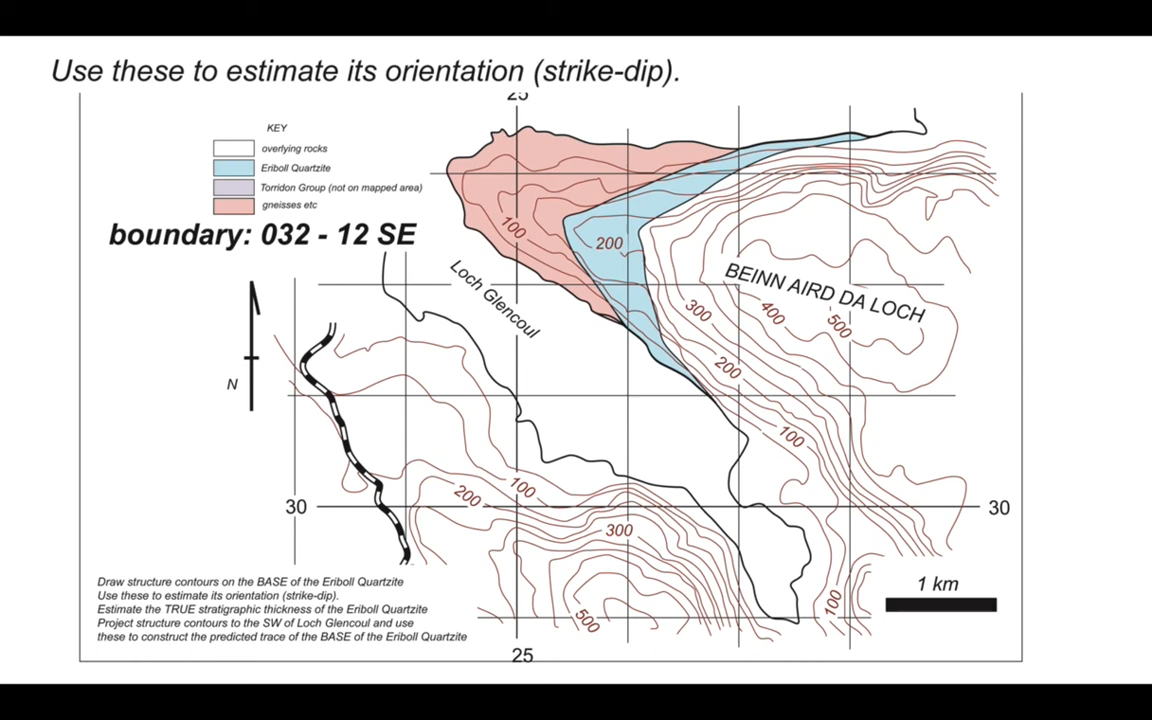 Use these to estimate its orientation (strike-dip).
25
KEY
overlying rocks
Eriboll Quartzite
Torridon Group (not on mapped area)
gneisses etc
boundary: 032 - 12 SE
100
200
Loch Glencoul
BEINN AIRD DA LOCH
300
400
500
N
200
100
200
100
30
30
300
1 km
100
500
Draw structure contours on the BASE of the Eriboll Quartzite
Use these to estimate its orientation (strike-dip).
Estimate the TRUE stratigraphic thickness of the Eriboll Quartzite
Project structure contours to the SW of Loch Glencoul and use
these to construct the predicted trace of the BASE of the Eriboll Quartzite
25